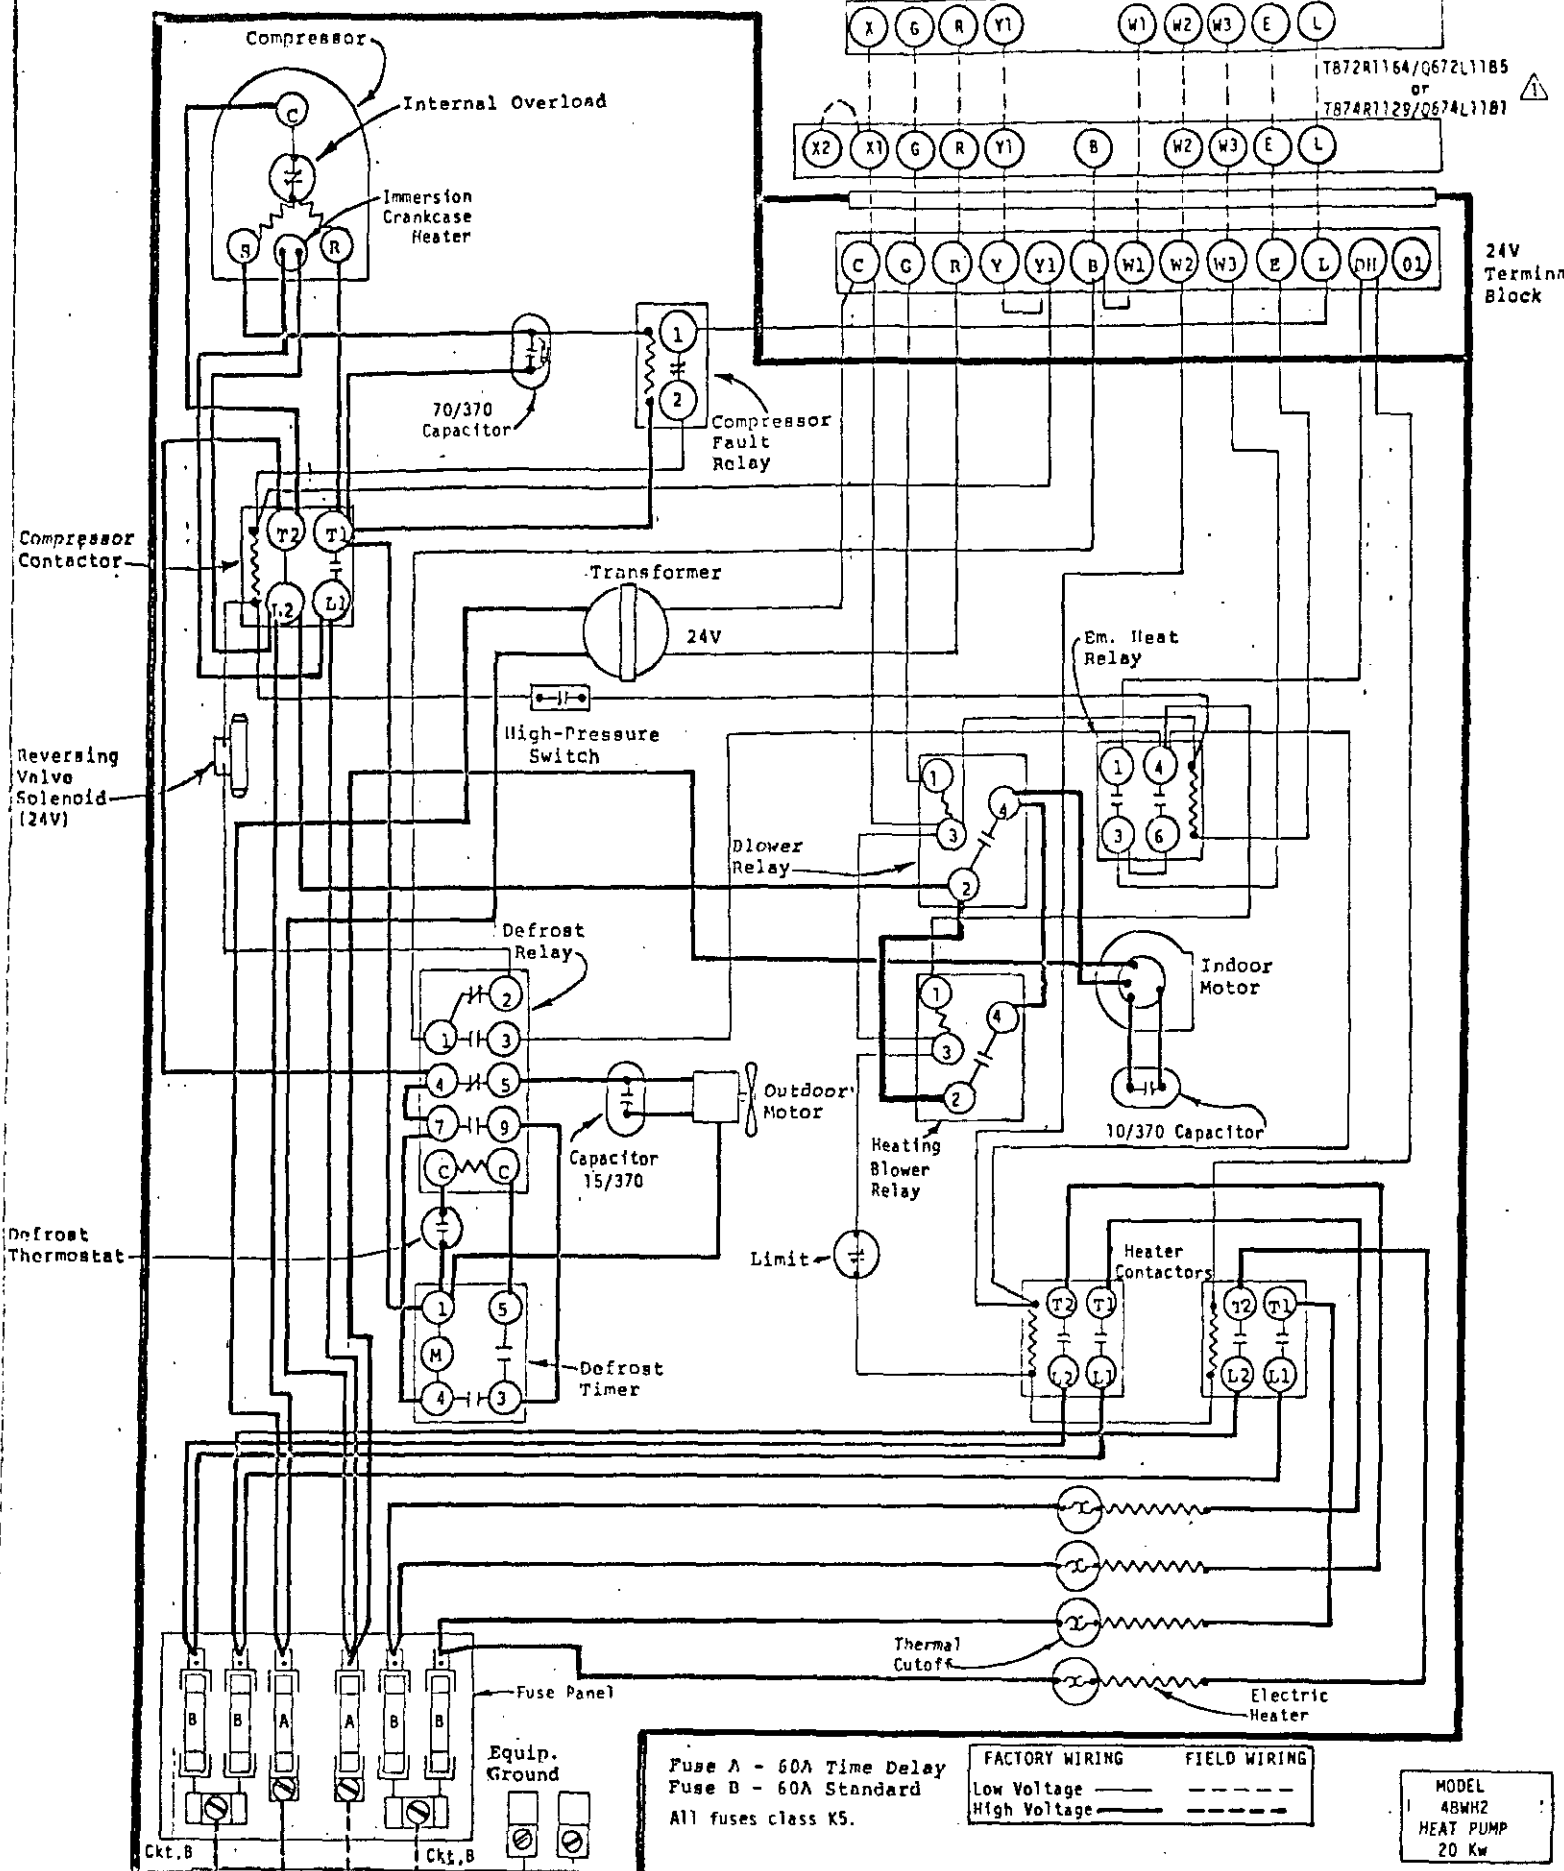 X G R Y1 W1 W2 W3 E L
T872R1164/Q672L1185
or
T874R1129/Q674L1181
1
X2 X1 G R Y1 B W2 W3 E L
C G R Y Y1 B W1 W2 W3 E L DH O1
24V
Block
Compressor
C
Internal Overload
Immersion
Crankcase
Heater
S R
70/370
Capacitor
1
2
Compressor
Fault
Relay
Compressor
Contactor
T2 T1
L2 L1
Transformer
24V
High-Pressure
Switch
Em. Heat
Relay
1 4
3 6
Reversing
Valve
Solenoid
(24V)
Blower
Relay
1
4
3
2
Defrost
Relay
2
1 3
4 5
7 9
C C
Capacitor
15/370
Outdoor
Motor
Indoor
Motor
10/370 Capacitor
1
4
3
2
Heating
Blower
Relay
Defrost
Thermostat
Limit
Heater
Contactors
T2 T1
L2 L1
T2 T1
L2 L1
1 5
M
4 3
Defrost
Timer
Thermal
Cutoff
Electric
Heater
Fuse Panel
B B A A B B
Equip.
Ground
Ckt.B
Ckt.B
Fuse A - 60A Time Delay
Fuse B - 60A Standard
All fuses class K5.
FACTORY WIRING FIELD WIRING
Low Voltage
High Voltage
MODEL
48WH2
HEAT PUMP
20 Kw